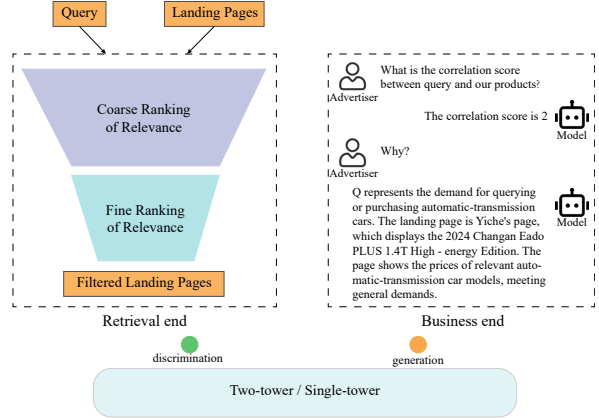 Query
Landing Pages
Coarse Ranking
of Relevance
Fine Ranking
of Relevance
Filtered Landing Pages
Retrieval end
What is the correlation score
between query and our products?
Advertiser
The correlation score is 2
Model
Why?
Advertiser
Q represents the demand for querying
or purchasing automatic-transmission
cars. The landing page is Yiche's page,
which displays the 2024 Changan Eado
PLUS 1.4T High - energy Edition. The
page shows the prices of relevant auto-
matic-transmission car models, meeting
general demands.
Model
Business end
discrimination
generation
Two-tower / Single-tower